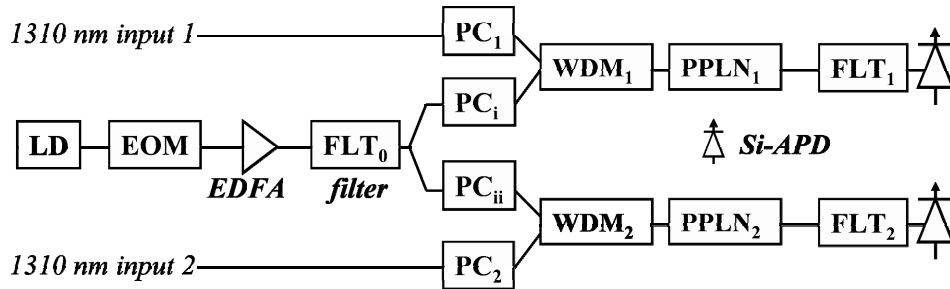 1310 nm input 1
PC₁
WDM₁
PPLN₁
FLT₁
PCᵢ
LD
EOM
EDFA
FLT₀
filter
Si-APD
PCᵢᵢ
WDM₂
PPLN₂
FLT₂
1310 nm input 2
PC₂